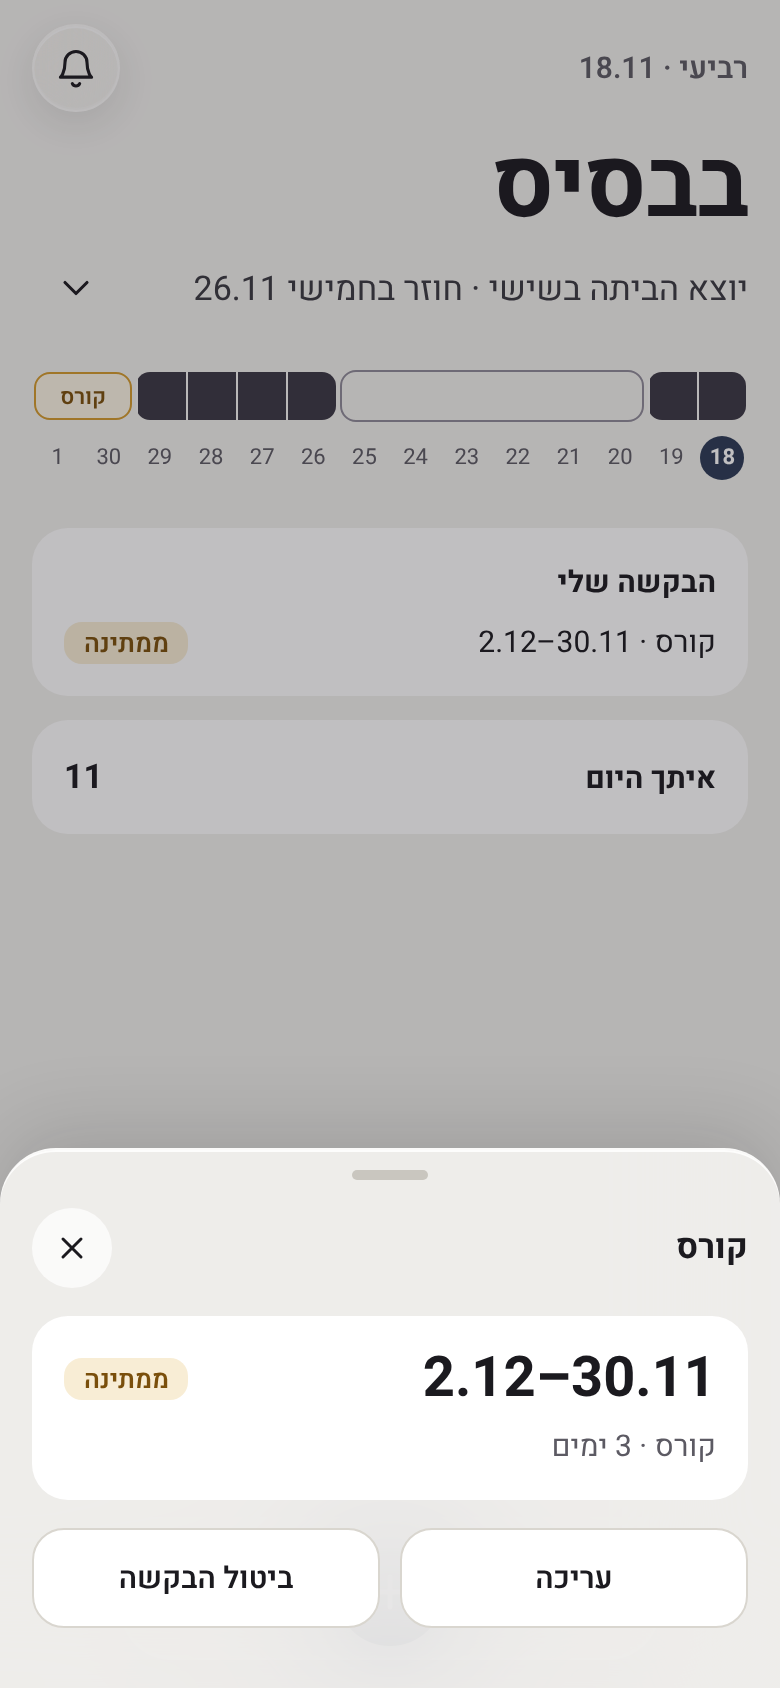 רביעי · 18.11
בבסיס
יוצא הביתה בשישי · חוזר בחמישי 26.11
קורס
18 19 20 21 22 23 24 25 26 27 28 29 30 1
הבקשה שלי
קורס · 30.11–2.12
ממתינה
איתך היום
11
קורס
30.11–2.12
ממתינה
קורס · 3 ימים
עריכה
ביטול הבקשה